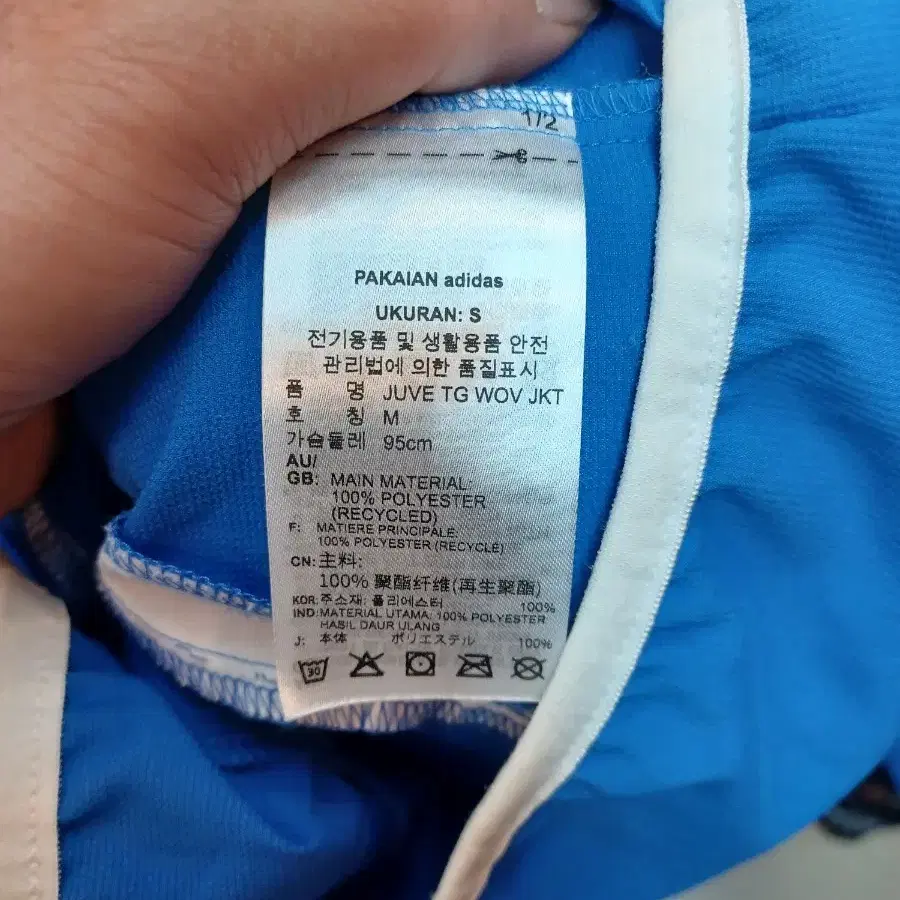 1/2
PAKAIAN adidas
UKURAN: S
전기용품 및 생활용품 안전
관리법에 의한 품질표시
품 명 JUVE TG WOV JKT
호 칭 M
가슴둘레 95cm
AU/
GB: MAIN MATERIAL:
100% POLYESTER
(RECYCLED)
F: MATIERE PRINCIPALE:
100% POLYESTER (RECYCLÉ)
CN: 主料:
100% 聚酯纤维(再生聚酯)
KOR: 주소재: 폴리에스터 100%
IND: MATERIAL UTAMA: 100% POLYESTER
HASIL DAUR ULANG
J: 本体 ポリエステル 100%
30